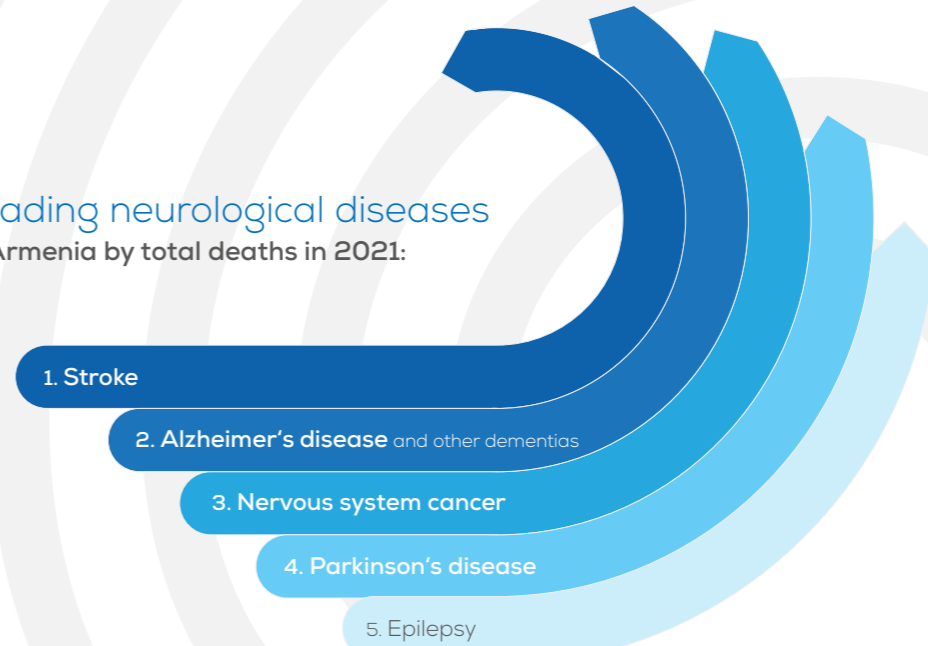 ading neurological diseases
Armenia by total deaths in 2021:
1. Stroke
2. Alzheimer's disease and other dementias
3. Nervous system cancer
4. Parkinson's disease
5. Epilepsy